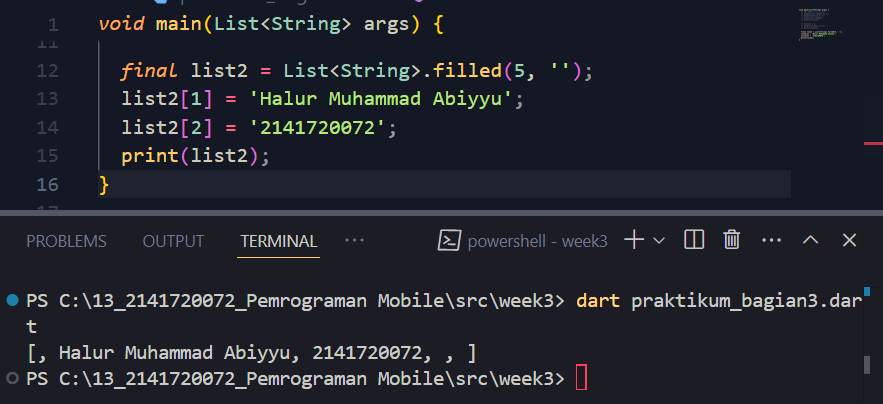 1 void main(List<String> args) {
11
12 final list2 = List<String>.filled(5, '');
13 list2[1] = 'Halur Muhammad Abiyyu';
14 list2[2] = '2141720072';
15 print(list2);
16 }
17
PROBLEMS OUTPUT TERMINAL ··· powershell - week3
PS C:\13_2141720072_Pemrograman Mobile\src\week3> dart praktikum_bagian3.dar
t
[, Halur Muhammad Abiyyu, 2141720072, , ]
PS C:\13_2141720072_Pemrograman Mobile\src\week3>